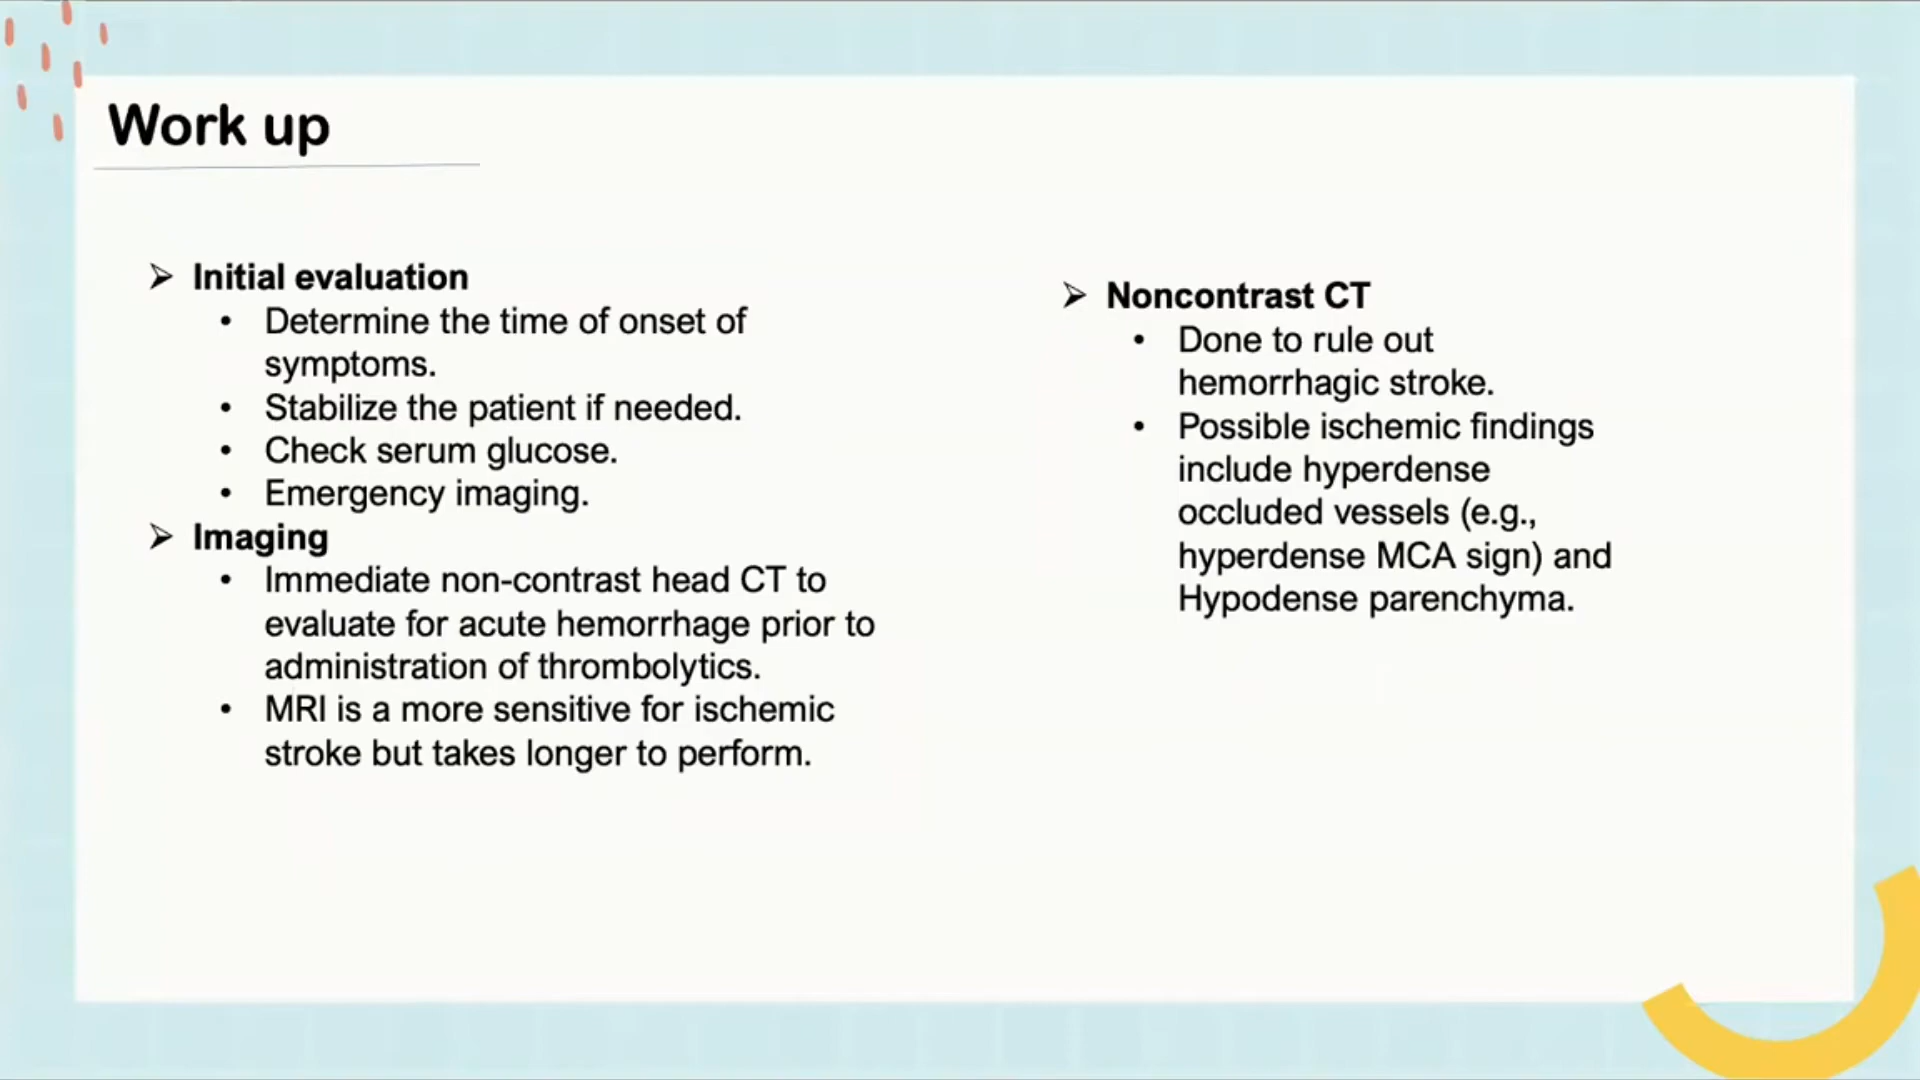 Work up
➢ Initial evaluation
• Determine the time of onset of
symptoms.
• Stabilize the patient if needed.
• Check serum glucose.
• Emergency imaging.
➢ Imaging
• Immediate non-contrast head CT to
evaluate for acute hemorrhage prior to
administration of thrombolytics.
• MRI is a more sensitive for ischemic
stroke but takes longer to perform.
➢ Noncontrast CT
• Done to rule out
hemorrhagic stroke.
• Possible ischemic findings
include hyperdense
occluded vessels (e.g.,
hyperdense MCA sign) and
Hypodense parenchyma.